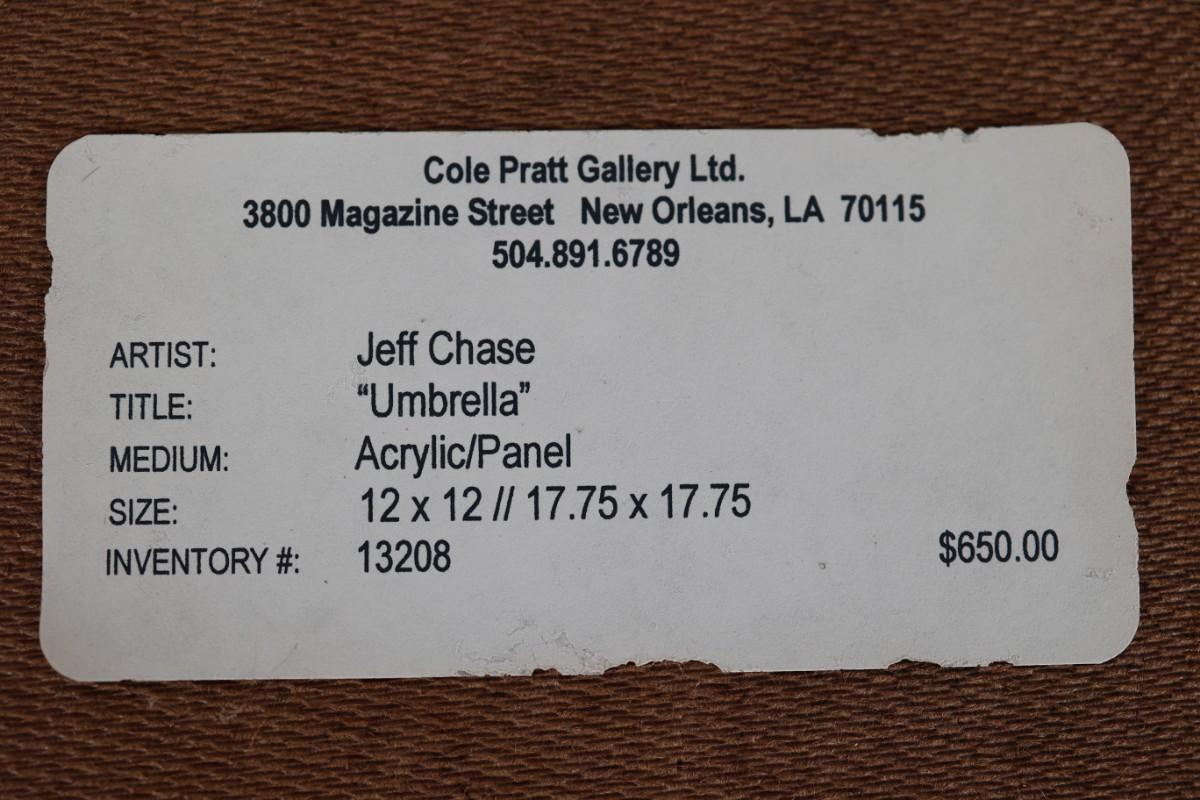 Cole Pratt Gallery Ltd.
3800 Magazine Street New Orleans, LA 70115
504.891.6789
ARTIST: Jeff Chase
TITLE: “Umbrella”
MEDIUM: Acrylic/Panel
SIZE: 12 x 12 // 17.75 x 17.75
INVENTORY #: 13208 $650.00